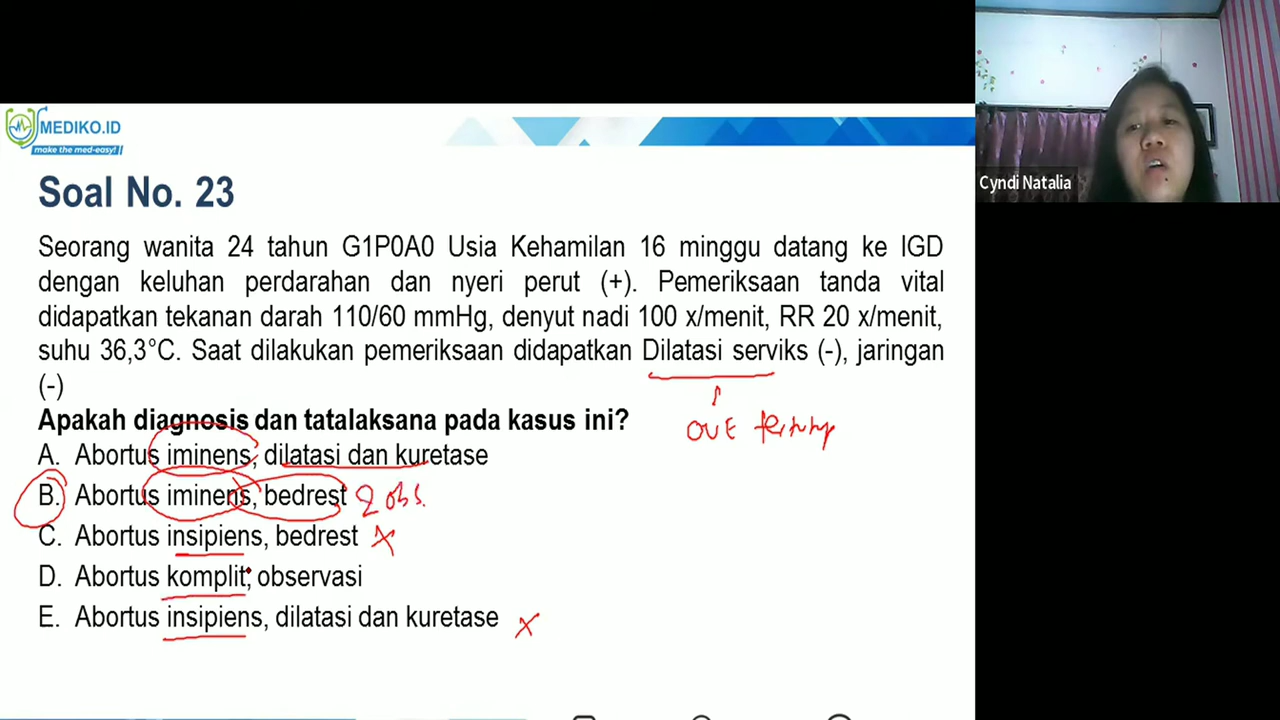 MEDIKO.ID
make the med-easy!
Cyndi Natalia
Soal No. 23
Seorang wanita 24 tahun G1P0A0 Usia Kehamilan 16 minggu datang ke IGD
dengan keluhan perdarahan dan nyeri perut (+). Pemeriksaan tanda vital
didapatkan tekanan darah 110/60 mmHg, denyut nadi 100 x/menit, RR 20 x/menit,
suhu 36,3°C. Saat dilakukan pemeriksaan didapatkan Dilatasi serviks (-), jaringan
(-)
Apakah diagnosis dan tatalaksana pada kasus ini?
OUE tertutup
A. Abortus iminens, dilatasi dan kuretase
B. Abortus iminens, bedrest & obs.
C. Abortus insipiens, bedrest x
D. Abortus komplit, observasi
E. Abortus insipiens, dilatasi dan kuretase x